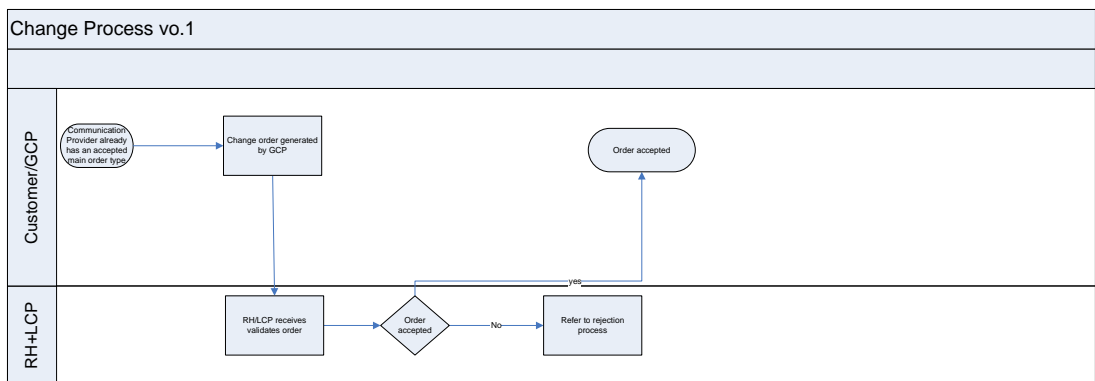 Change Process vo.1
Customer/GCP
Communication
Provider already
has an accepted
main order type
Change order generated
by GCP
Order accepted
yes
RH+LCP
RH/LCP receives
validates order
Order
accepted
No
Refer to rejection
process